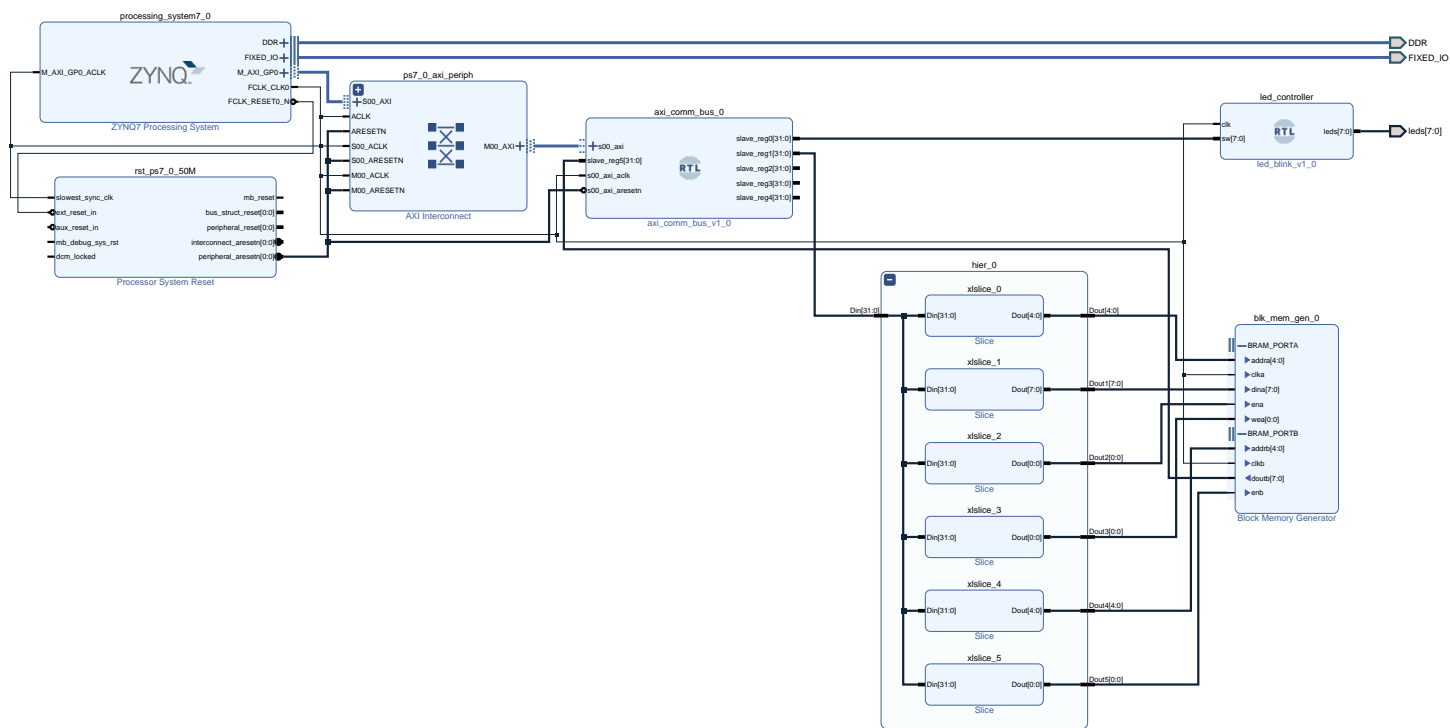 processing_system7_0
DDR
FIXED_IO
M_AXI_GP0_ACLK
M_AXI_GP0
FCLK_CLK0
FCLK_RESET0_N
ZYNQ
ZYNQ7 Processing System
DDR
FIXED_IO
ps7_0_axi_periph
S00_AXI
ACLK
ARESETN
S00_ACLK
S00_ARESETN
M00_ACLK
M00_ARESETN
M00_AXI
AXI Interconnect
axi_comm_bus_0
s00_axi
slave_reg5[31:0]
s00_axi_aclk
s00_axi_aresetn
slave_reg0[31:0]
slave_reg1[31:0]
slave_reg2[31:0]
slave_reg3[31:0]
slave_reg4[31:0]
RTL
axi_comm_bus_v1_0
led_controller
clk
sw[7:0]
RTL
leds[7:0]
led_blink_v1_0
leds[7:0]
rst_ps7_0_50M
slowest_sync_clk
ext_reset_in
aux_reset_in
mb_debug_sys_rst
dcm_locked
mb_reset
bus_struct_reset[0:0]
peripheral_reset[0:0]
interconnect_aresetn[0:0]
peripheral_aresetn[0:0]
Processor System Reset
hier_0
Din[31:0]
xlslice_0
Din[31:0]
Dout[4:0]
Slice
Dout[4:0]
xlslice_1
Din[31:0]
Dout[7:0]
Slice
Dout1[7:0]
xlslice_2
Din[31:0]
Dout[0:0]
Slice
Dout2[0:0]
xlslice_3
Din[31:0]
Dout[0:0]
Slice
Dout3[0:0]
xlslice_4
Din[31:0]
Dout[4:0]
Slice
Dout4[4:0]
xlslice_5
Din[31:0]
Dout[0:0]
Slice
Dout5[0:0]
blk_mem_gen_0
BRAM_PORTA
addra[4:0]
clka
dina[7:0]
ena
wea[0:0]
BRAM_PORTB
addrb[4:0]
clkb
doutb[7:0]
enb
Block Memory Generator